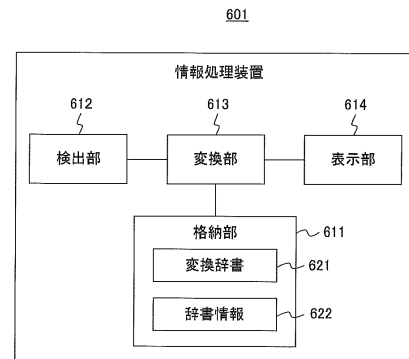 601
情報処理装置
612
613
614
検出部
変換部
表示部
格納部
611
変換辞書
621
辞書情報
622